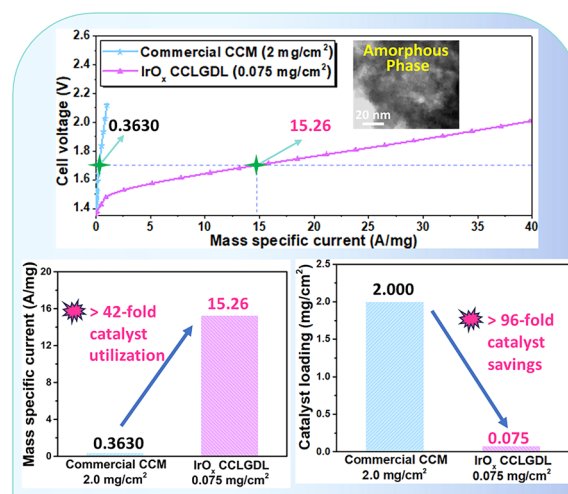 Commercial CCM (2 mg/cm²)
IrOₓ CCLGDL (0.075 mg/cm²)
Amorphous
Phase
20 nm
0.3630
15.26
Cell voltage (V)
2.4
2.2
2.0
1.8
1.6
1.4
0 5 10 15 20 25 30 35 40
Mass specific current (A/mg)
Mass specific current (A/mg)
20
16
12
8
4
0
> 42-fold
catalyst
utilization
15.26
0.3630
Commercial CCM
2.0 mg/cm²
IrOₓ CCLGDL
0.075 mg/cm²
Catalyst loading (mg/cm²)
2.5
2.0
1.5
1.0
0.5
0.0
2.000
> 96-fold
catalyst
savings
0.075
Commercial CCM
2.0 mg/cm²
IrOₓ CCLGDL
0.075 mg/cm²